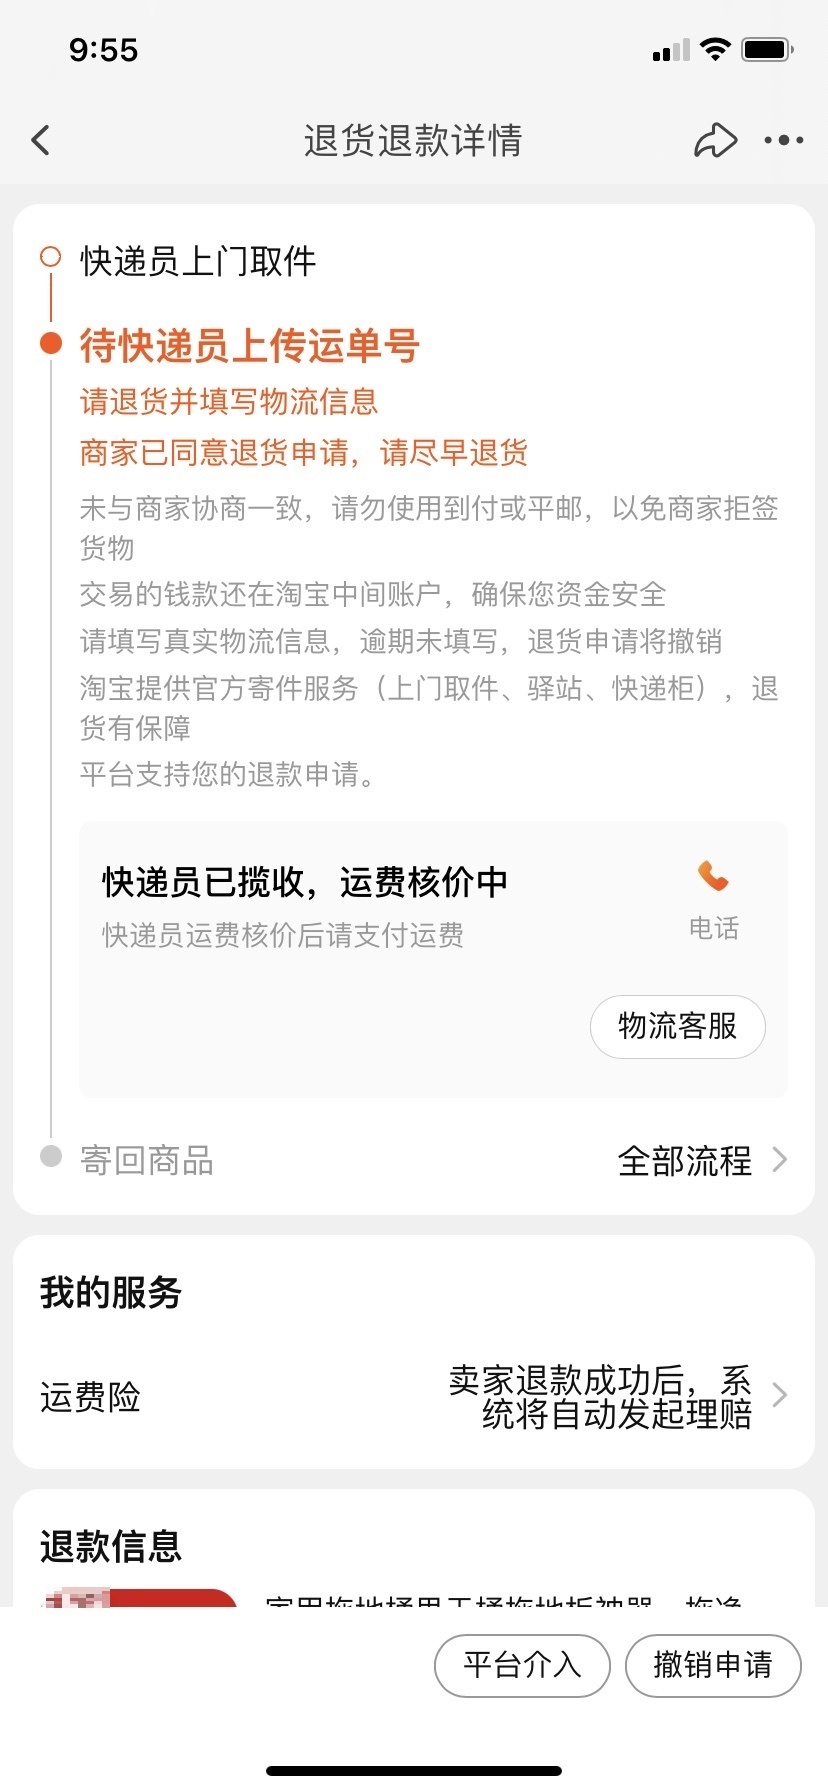 9:55
退货退款详情
快递员上门取件
待快递员上传运单号
请退货并填写物流信息
商家已同意退货申请，请尽早退货
未与商家协商一致，请勿使用到付或平邮，以免商家拒签
货物
交易的钱款还在淘宝中间账户，确保您资金安全
请填写真实物流信息，逾期未填写，退货申请将撤销
淘宝提供官方寄件服务（上门取件、驿站、快递柜），退
货有保障
平台支持您的退款申请。
快递员已揽收，运费核价中
快递员运费核价后请支付运费
电话
物流客服
寄回商品
全部流程
我的服务
运费险
卖家退款成功后，系
统将自动发起理赔
退款信息
平台介入
撤销申请